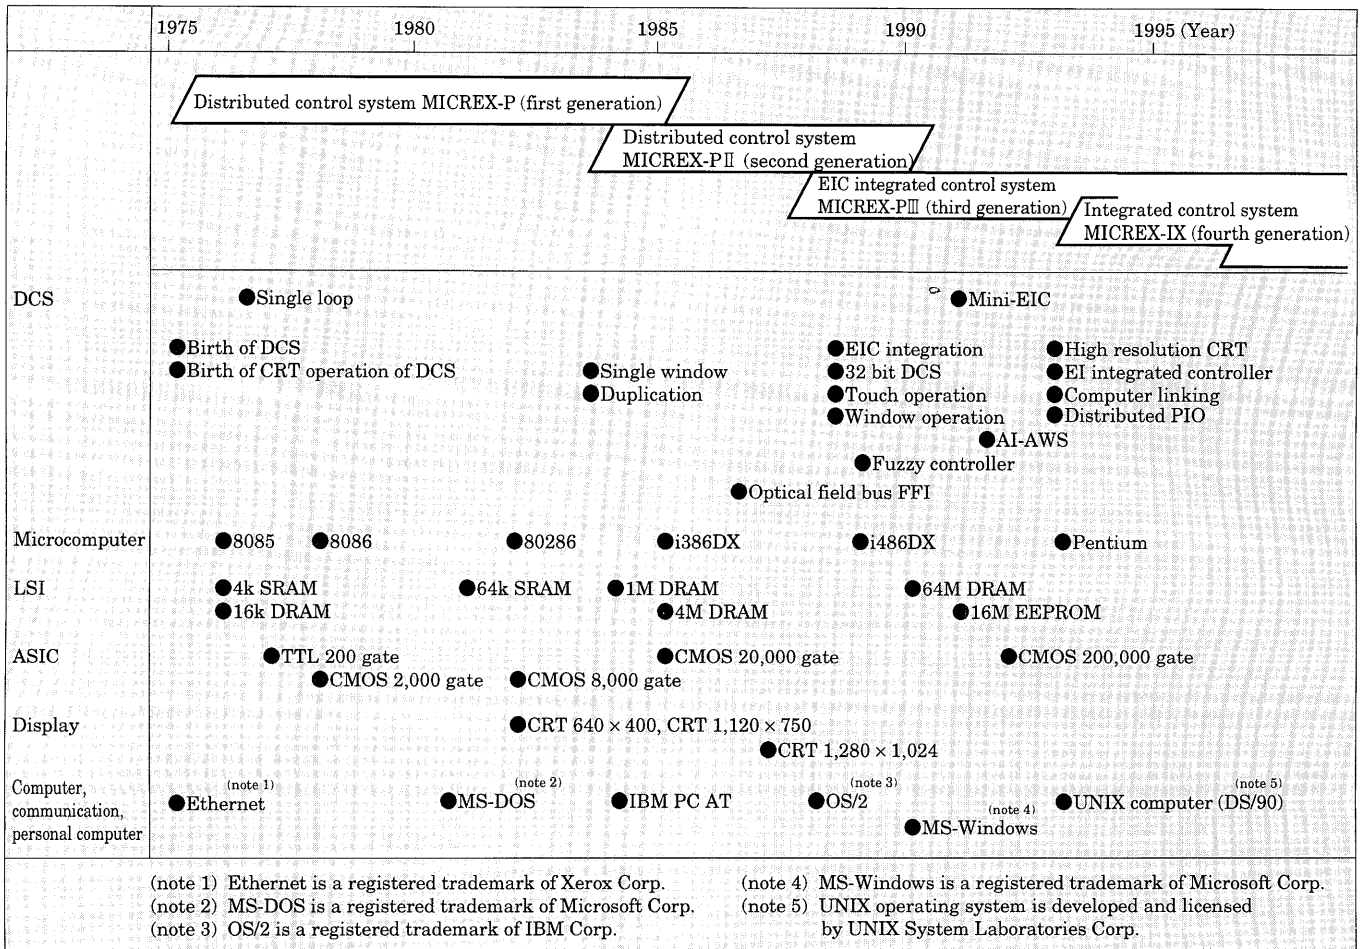 1975 1980 1985 1990 1995 (Year)
Distributed control system MICREX-P (first generation)
Distributed control system
MICREX-PⅡ (second generation)
EIC integrated control system
MICREX-PⅢ (third generation)
Integrated control system
MICREX-IX (fourth generation)
DCS
Single loop
Mini-EIC
Birth of DCS
EIC integration
High resolution CRT
Birth of CRT operation of DCS
Single window
32 bit DCS
EI integrated controller
Duplication
Touch operation
Computer linking
Window operation
Distributed PIO
AI-AWS
Fuzzy controller
Optical field bus FFI
Microcomputer
8085
8086
80286
i386DX
i486DX
Pentium
LSI
4k SRAM
64k SRAM
1M DRAM
64M DRAM
16k DRAM
4M DRAM
16M EEPROM
ASIC
TTL 200 gate
CMOS 20,000 gate
CMOS 200,000 gate
CMOS 2,000 gate
CMOS 8,000 gate
Display
CRT 640 × 400, CRT 1,120 × 750
CRT 1,280 × 1,024
Computer,
communication,
personal computer
(note 1)
Ethernet
(note 2)
MS-DOS
IBM PC AT
(note 3)
OS/2
(note 4)
MS-Windows
(note 5)
UNIX computer (DS/90)
(note 1) Ethernet is a registered trademark of Xerox Corp.
(note 2) MS-DOS is a registered trademark of Microsoft Corp.
(note 3) OS/2 is a registered trademark of IBM Corp.
(note 4) MS-Windows is a registered trademark of Microsoft Corp.
(note 5) UNIX operating system is developed and licensed
by UNIX System Laboratories Corp.